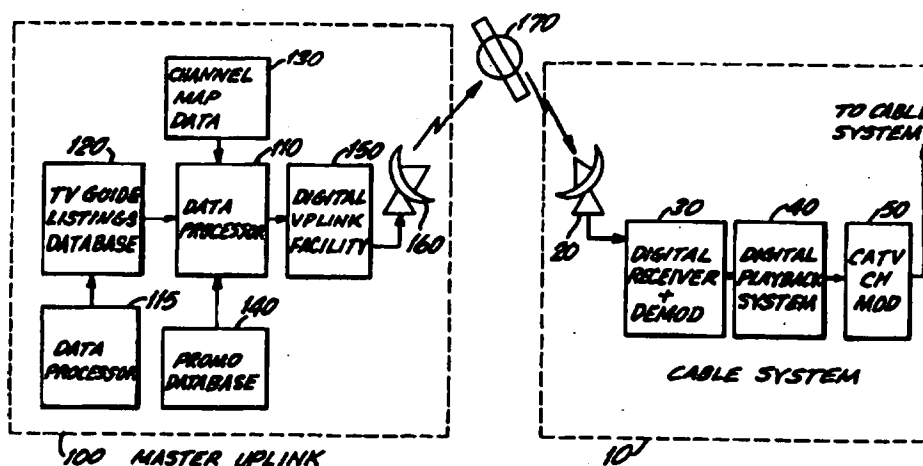 130
CHANNEL
MAP
DATA
120
TV GUIDE
LISTINGS
DATABASE
110
DATA
PROCESSOR
150
DIGITAL
UPLINK
FACILITY
160
115
DATA
PROCESSOR
140
PROMO
DATABASE
100 MASTER UPLINK
170
20
30
DIGITAL
RECEIVER
+
DEMOD
40
DIGITAL
PLAYBACK
SYSTEM
50
CATV
CH
MOD
TO CABLE
SYSTEM
CABLE SYSTEM
10